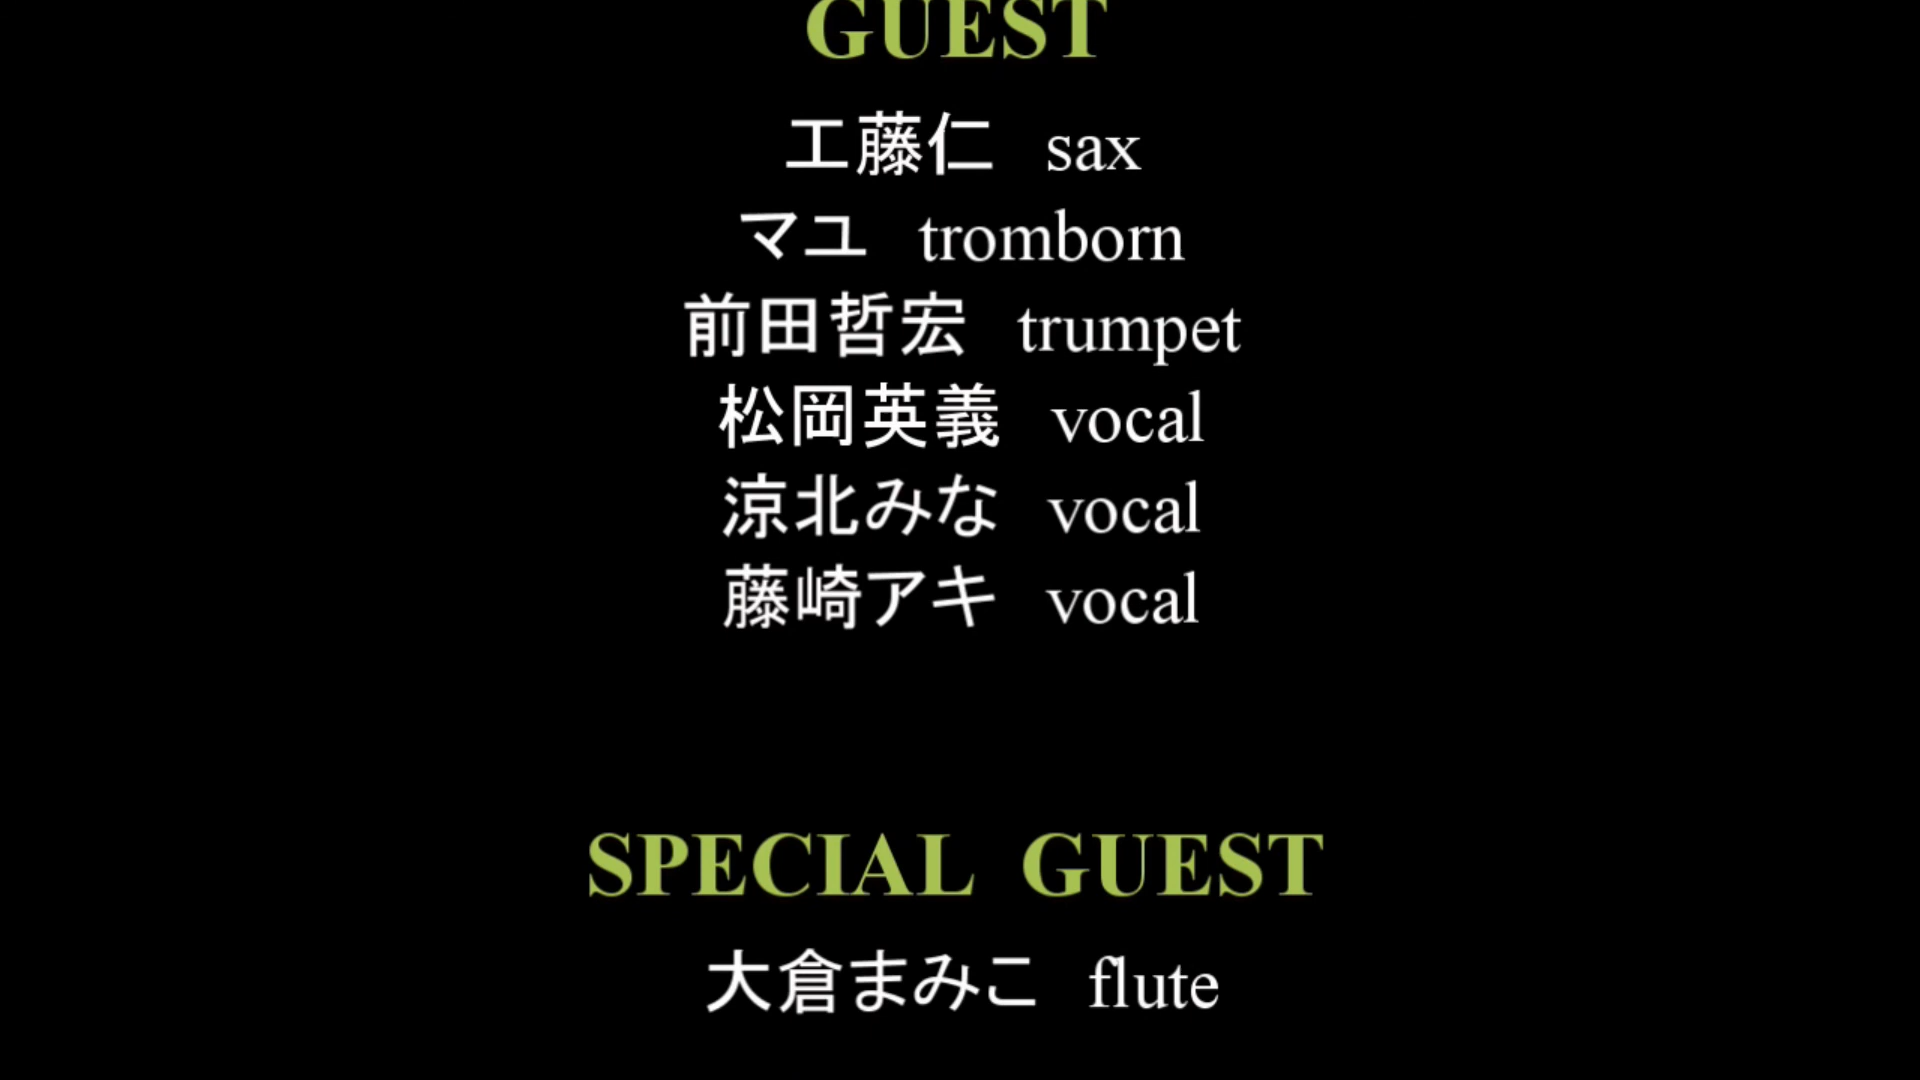 GUEST
工藤仁 sax
マユ tromborn
前田哲宏 trumpet
松岡英義 vocal
涼北みな vocal
藤崎アキ vocal
SPECIAL GUEST
大倉まみこ flute